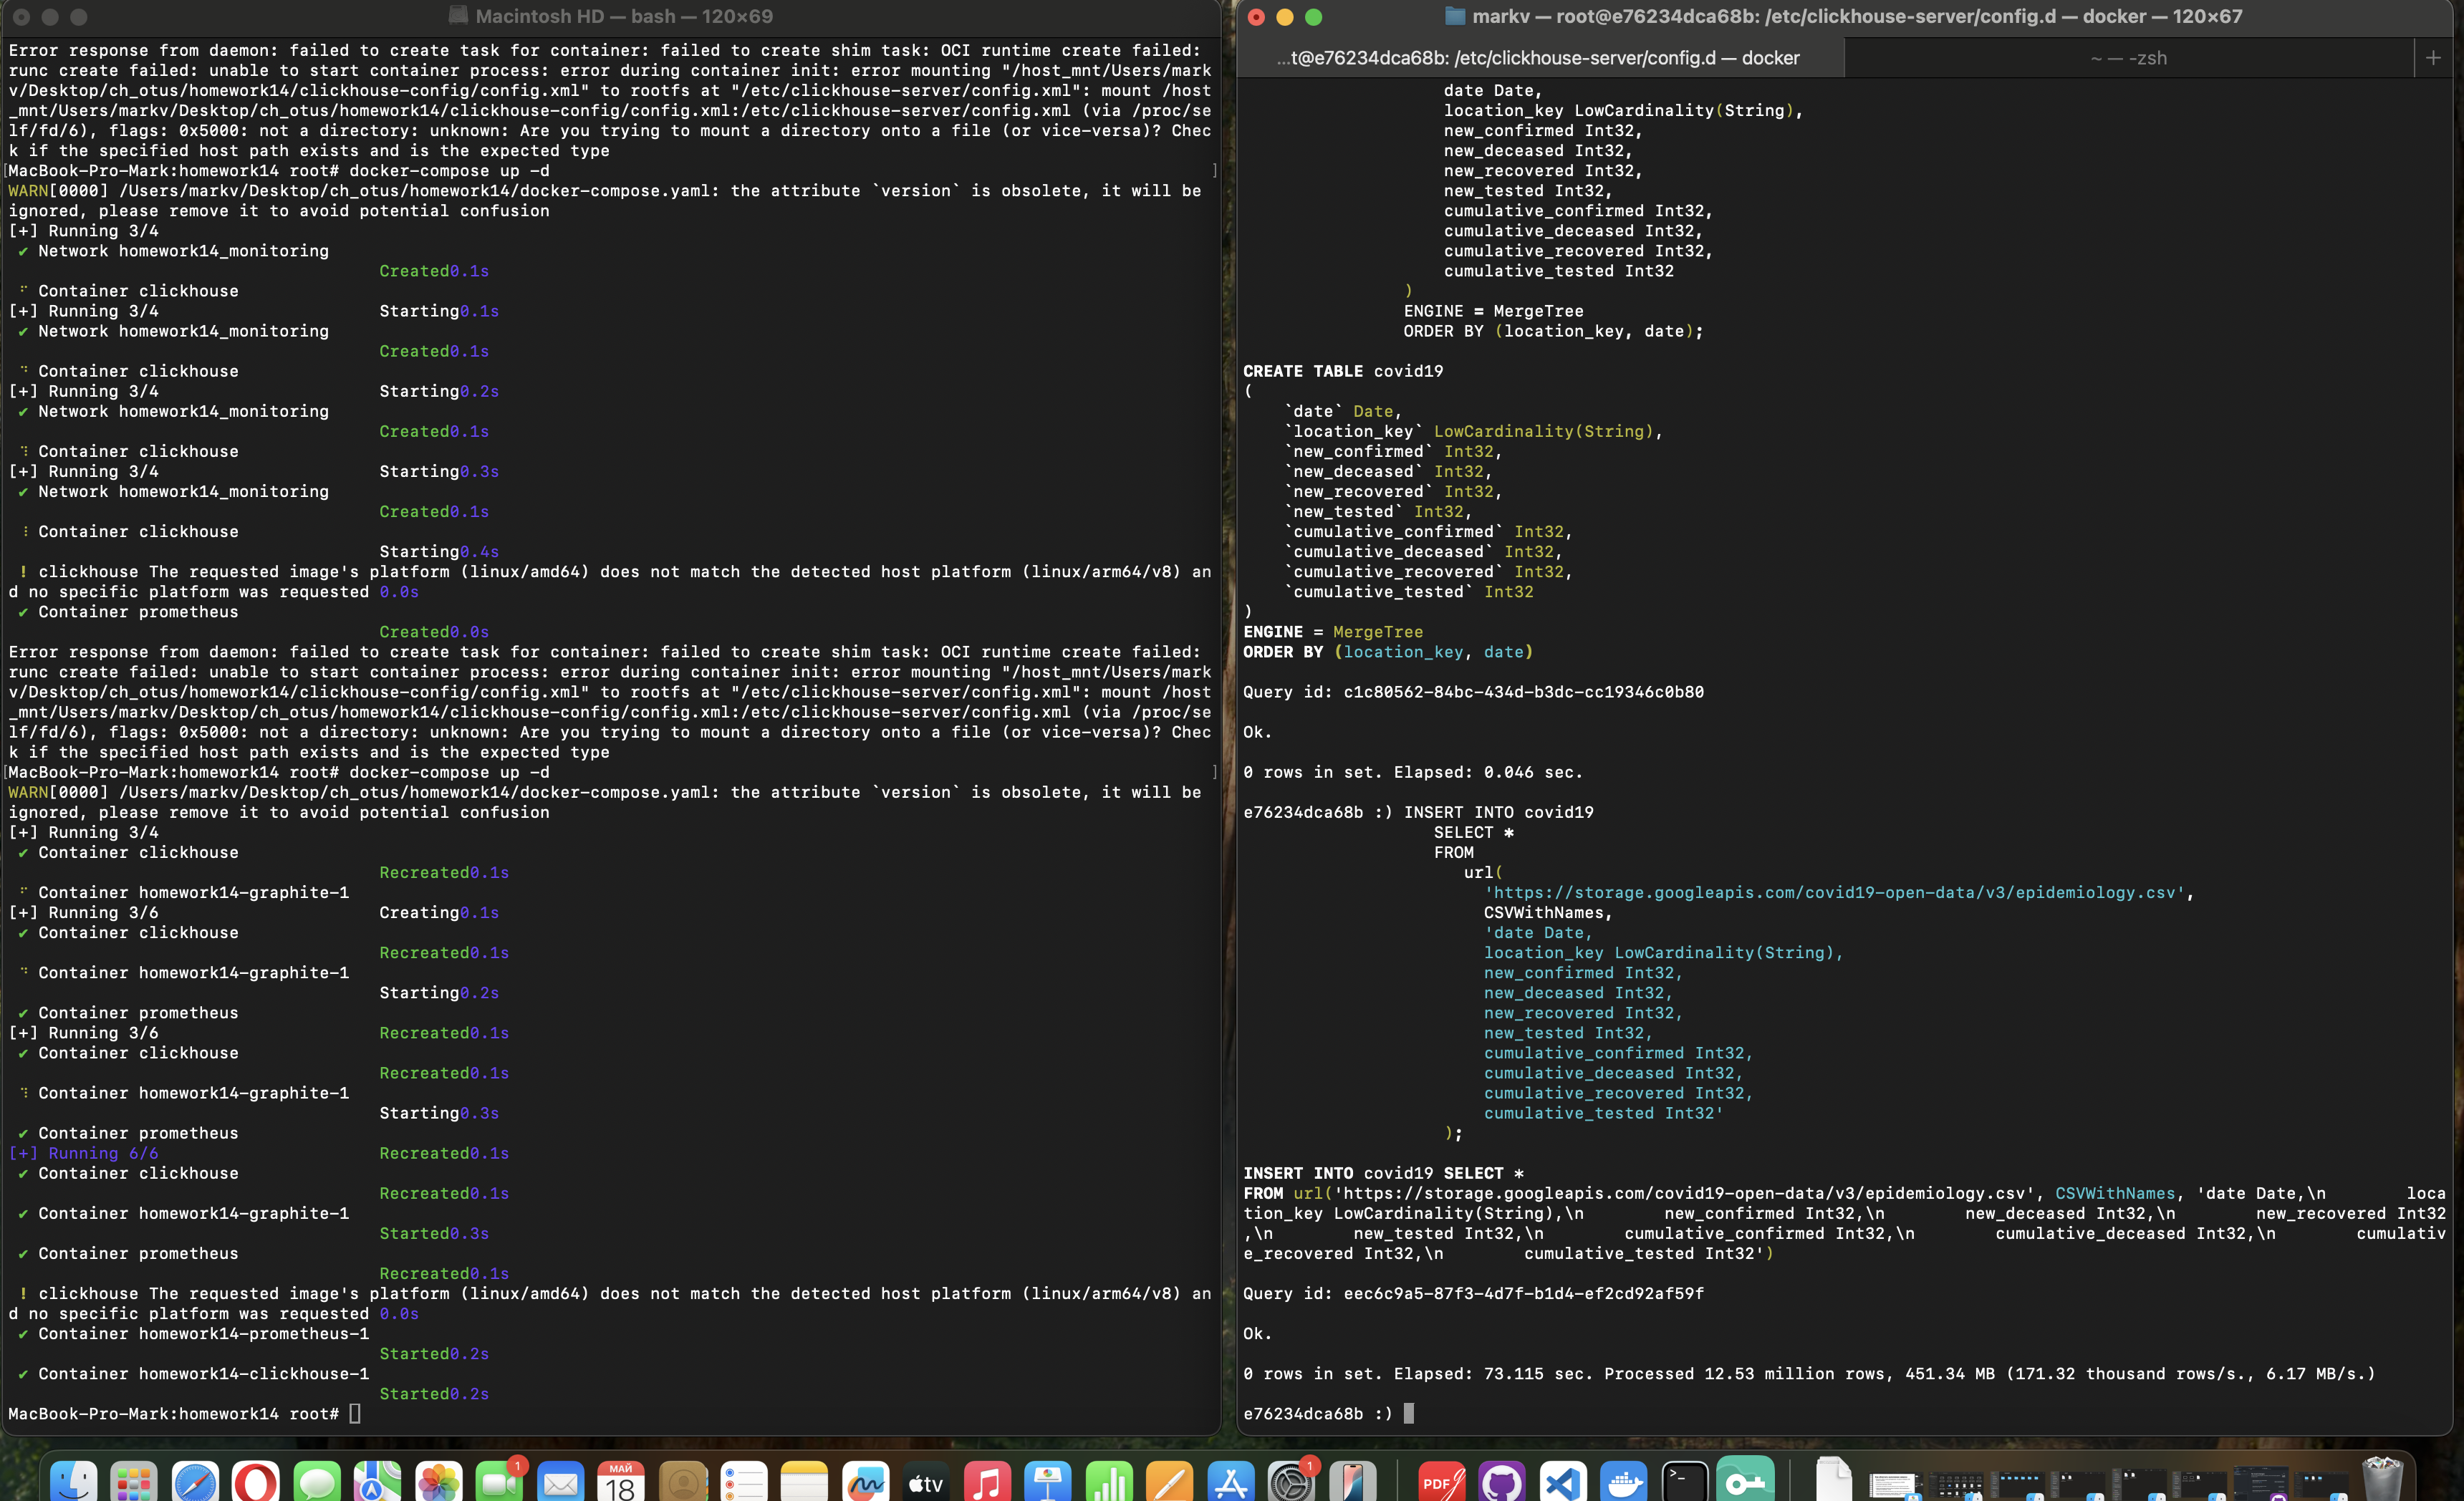 Macintosh HD — bash — 120×69
Error response from daemon: failed to create task for container: failed to create shim task: OCI runtime create failed:
runc create failed: unable to start container process: error during container init: error mounting "/host_mnt/Users/mark
v/Desktop/ch_otus/homework14/clickhouse-config/config.xml" to rootfs at "/etc/clickhouse-server/config.xml": mount /host
_mnt/Users/markv/Desktop/ch_otus/homework14/clickhouse-config/config.xml:/etc/clickhouse-server/config.xml (via /proc/se
lf/fd/6), flags: 0x5000: not a directory: unknown: Are you trying to mount a directory onto a file (or vice-versa)? Chec
k if the specified host path exists and is the expected type
[MacBook-Pro-Mark:homework14 root# docker-compose up -d ]
WARN[0000] /Users/markv/Desktop/ch_otus/homework14/docker-compose.yaml: the attribute `version` is obsolete, it will be
ignored, please remove it to avoid potential confusion
[+] Running 3/4
✔ Network homework14_monitoring
Created0.1s
Container clickhouse
[+] Running 3/4 Starting0.1s
✔ Network homework14_monitoring
Created0.1s
Container clickhouse
[+] Running 3/4 Starting0.2s
✔ Network homework14_monitoring
Created0.1s
Container clickhouse
[+] Running 3/4 Starting0.3s
✔ Network homework14_monitoring
Created0.1s
Container clickhouse
Starting0.4s
! clickhouse The requested image's platform (linux/amd64) does not match the detected host platform (linux/arm64/v8) an
d no specific platform was requested 0.0s
✔ Container prometheus
Created0.0s
Error response from daemon: failed to create task for container: failed to create shim task: OCI runtime create failed:
runc create failed: unable to start container process: error during container init: error mounting "/host_mnt/Users/mark
v/Desktop/ch_otus/homework14/clickhouse-config/config.xml" to rootfs at "/etc/clickhouse-server/config.xml": mount /host
_mnt/Users/markv/Desktop/ch_otus/homework14/clickhouse-config/config.xml:/etc/clickhouse-server/config.xml (via /proc/se
lf/fd/6), flags: 0x5000: not a directory: unknown: Are you trying to mount a directory onto a file (or vice-versa)? Chec
k if the specified host path exists and is the expected type
[MacBook-Pro-Mark:homework14 root# docker-compose up -d ]
WARN[0000] /Users/markv/Desktop/ch_otus/homework14/docker-compose.yaml: the attribute `version` is obsolete, it will be
ignored, please remove it to avoid potential confusion
[+] Running 3/4
✔ Container clickhouse
Recreated0.1s
Container homework14-graphite-1
[+] Running 3/6 Creating0.1s
✔ Container clickhouse
Recreated0.1s
Container homework14-graphite-1
Starting0.2s
✔ Container prometheus
[+] Running 3/6 Recreated0.1s
✔ Container clickhouse
Recreated0.1s
Container homework14-graphite-1
Starting0.3s
✔ Container prometheus
[+] Running 6/6 Recreated0.1s
✔ Container clickhouse
Recreated0.1s
✔ Container homework14-graphite-1
Started0.3s
✔ Container prometheus
Recreated0.1s
! clickhouse The requested image's platform (linux/amd64) does not match the detected host platform (linux/arm64/v8) an
d no specific platform was requested 0.0s
✔ Container homework14-prometheus-1
Started0.2s
✔ Container homework14-clickhouse-1
Started0.2s
MacBook-Pro-Mark:homework14 root#
markv — root@e76234dca68b: /etc/clickhouse-server/config.d — docker — 120×67
...t@e76234dca68b: /etc/clickhouse-server/config.d — docker
~ — -zsh
+
date Date,
location_key LowCardinality(String),
new_confirmed Int32,
new_deceased Int32,
new_recovered Int32,
new_tested Int32,
cumulative_confirmed Int32,
cumulative_deceased Int32,
cumulative_recovered Int32,
cumulative_tested Int32
)
ENGINE = MergeTree
ORDER BY (location_key, date);
CREATE TABLE covid19
(
`date` Date,
`location_key` LowCardinality(String),
`new_confirmed` Int32,
`new_deceased` Int32,
`new_recovered` Int32,
`new_tested` Int32,
`cumulative_confirmed` Int32,
`cumulative_deceased` Int32,
`cumulative_recovered` Int32,
`cumulative_tested` Int32
)
ENGINE = MergeTree
ORDER BY (location_key, date)
Query id: c1c80562-84bc-434d-b3dc-cc19346c0b80
Ok.
0 rows in set. Elapsed: 0.046 sec.
e76234dca68b :) INSERT INTO covid19
SELECT *
FROM
url(
'https://storage.googleapis.com/covid19-open-data/v3/epidemiology.csv',
CSVWithNames,
'date Date,
location_key LowCardinality(String),
new_confirmed Int32,
new_deceased Int32,
new_recovered Int32,
new_tested Int32,
cumulative_confirmed Int32,
cumulative_deceased Int32,
cumulative_recovered Int32,
cumulative_tested Int32'
);
INSERT INTO covid19 SELECT *
FROM url('https://storage.googleapis.com/covid19-open-data/v3/epidemiology.csv', CSVWithNames, 'date Date,\n loca
tion_key LowCardinality(String),\n new_confirmed Int32,\n new_deceased Int32,\n new_recovered Int32
,\n new_tested Int32,\n cumulative_confirmed Int32,\n cumulative_deceased Int32,\n cumulativ
e_recovered Int32,\n cumulative_tested Int32')
Query id: eec6c9a5-87f3-4d7f-b1d4-ef2cd92af59f
Ok.
0 rows in set. Elapsed: 73.115 sec. Processed 12.53 million rows, 451.34 MB (171.32 thousand rows/s., 6.17 MB/s.)
e76234dca68b :)
1
МАЙ
18
tv
1
PDF
>_